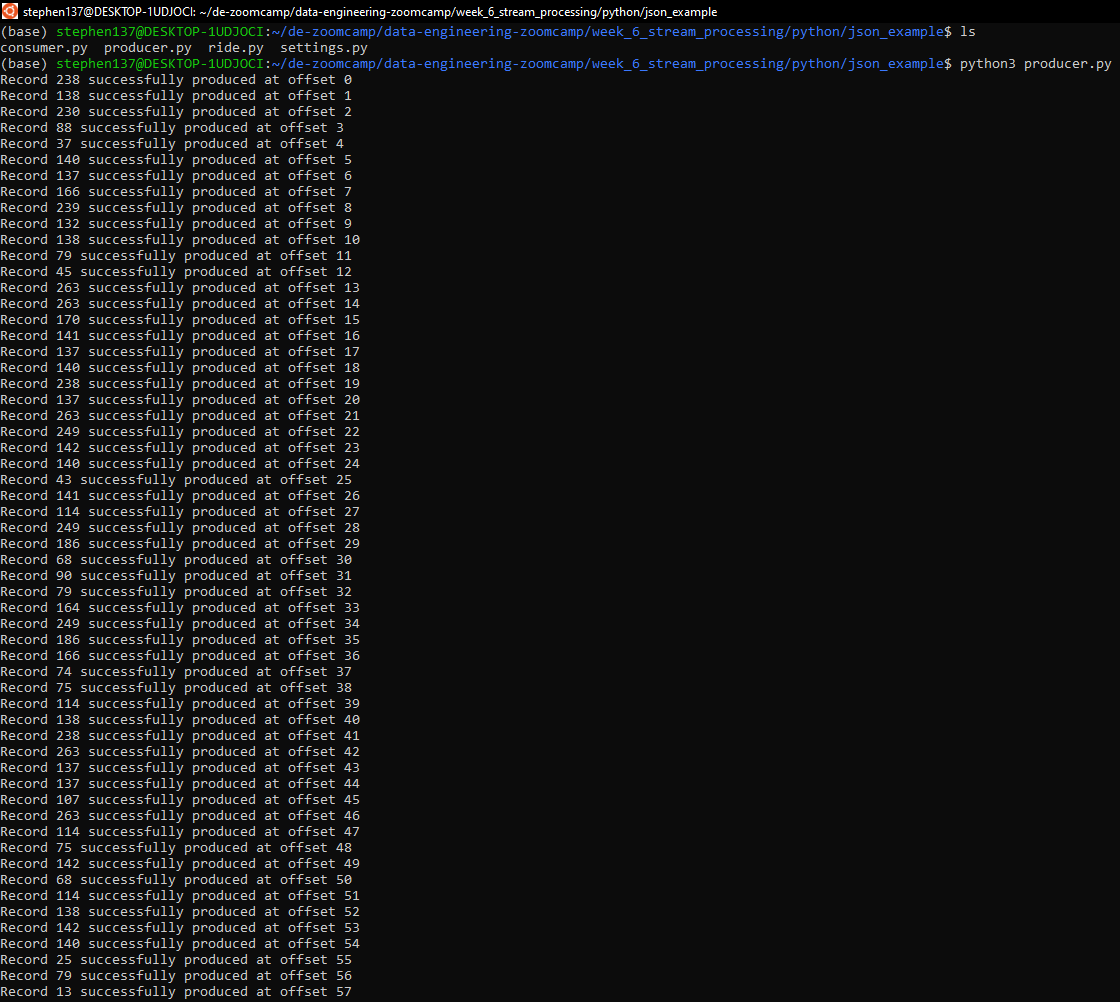 stephen137@DESKTOP-1UDJOCI: ~/de-zoomcamp/data-engineering-zoomcamp/week_6_stream_processing/python/json_example
(base) stephen137@DESKTOP-1UDJOCI:~/de-zoomcamp/data-engineering-zoomcamp/week_6_stream_processing/python/json_example$ ls
consumer.py  producer.py  ride.py  settings.py
(base) stephen137@DESKTOP-1UDJOCI:~/de-zoomcamp/data-engineering-zoomcamp/week_6_stream_processing/python/json_example$ python3 producer.py
Record 238 successfully produced at offset 0
Record 138 successfully produced at offset 1
Record 230 successfully produced at offset 2
Record 88 successfully produced at offset 3
Record 37 successfully produced at offset 4
Record 140 successfully produced at offset 5
Record 137 successfully produced at offset 6
Record 166 successfully produced at offset 7
Record 239 successfully produced at offset 8
Record 132 successfully produced at offset 9
Record 138 successfully produced at offset 10
Record 79 successfully produced at offset 11
Record 45 successfully produced at offset 12
Record 263 successfully produced at offset 13
Record 263 successfully produced at offset 14
Record 170 successfully produced at offset 15
Record 141 successfully produced at offset 16
Record 137 successfully produced at offset 17
Record 140 successfully produced at offset 18
Record 238 successfully produced at offset 19
Record 137 successfully produced at offset 20
Record 263 successfully produced at offset 21
Record 249 successfully produced at offset 22
Record 142 successfully produced at offset 23
Record 140 successfully produced at offset 24
Record 43 successfully produced at offset 25
Record 141 successfully produced at offset 26
Record 114 successfully produced at offset 27
Record 249 successfully produced at offset 28
Record 186 successfully produced at offset 29
Record 68 successfully produced at offset 30
Record 90 successfully produced at offset 31
Record 79 successfully produced at offset 32
Record 164 successfully produced at offset 33
Record 249 successfully produced at offset 34
Record 186 successfully produced at offset 35
Record 166 successfully produced at offset 36
Record 74 successfully produced at offset 37
Record 75 successfully produced at offset 38
Record 114 successfully produced at offset 39
Record 138 successfully produced at offset 40
Record 238 successfully produced at offset 41
Record 263 successfully produced at offset 42
Record 137 successfully produced at offset 43
Record 137 successfully produced at offset 44
Record 107 successfully produced at offset 45
Record 263 successfully produced at offset 46
Record 114 successfully produced at offset 47
Record 75 successfully produced at offset 48
Record 142 successfully produced at offset 49
Record 68 successfully produced at offset 50
Record 114 successfully produced at offset 51
Record 138 successfully produced at offset 52
Record 142 successfully produced at offset 53
Record 140 successfully produced at offset 54
Record 25 successfully produced at offset 55
Record 79 successfully produced at offset 56
Record 13 successfully produced at offset 57